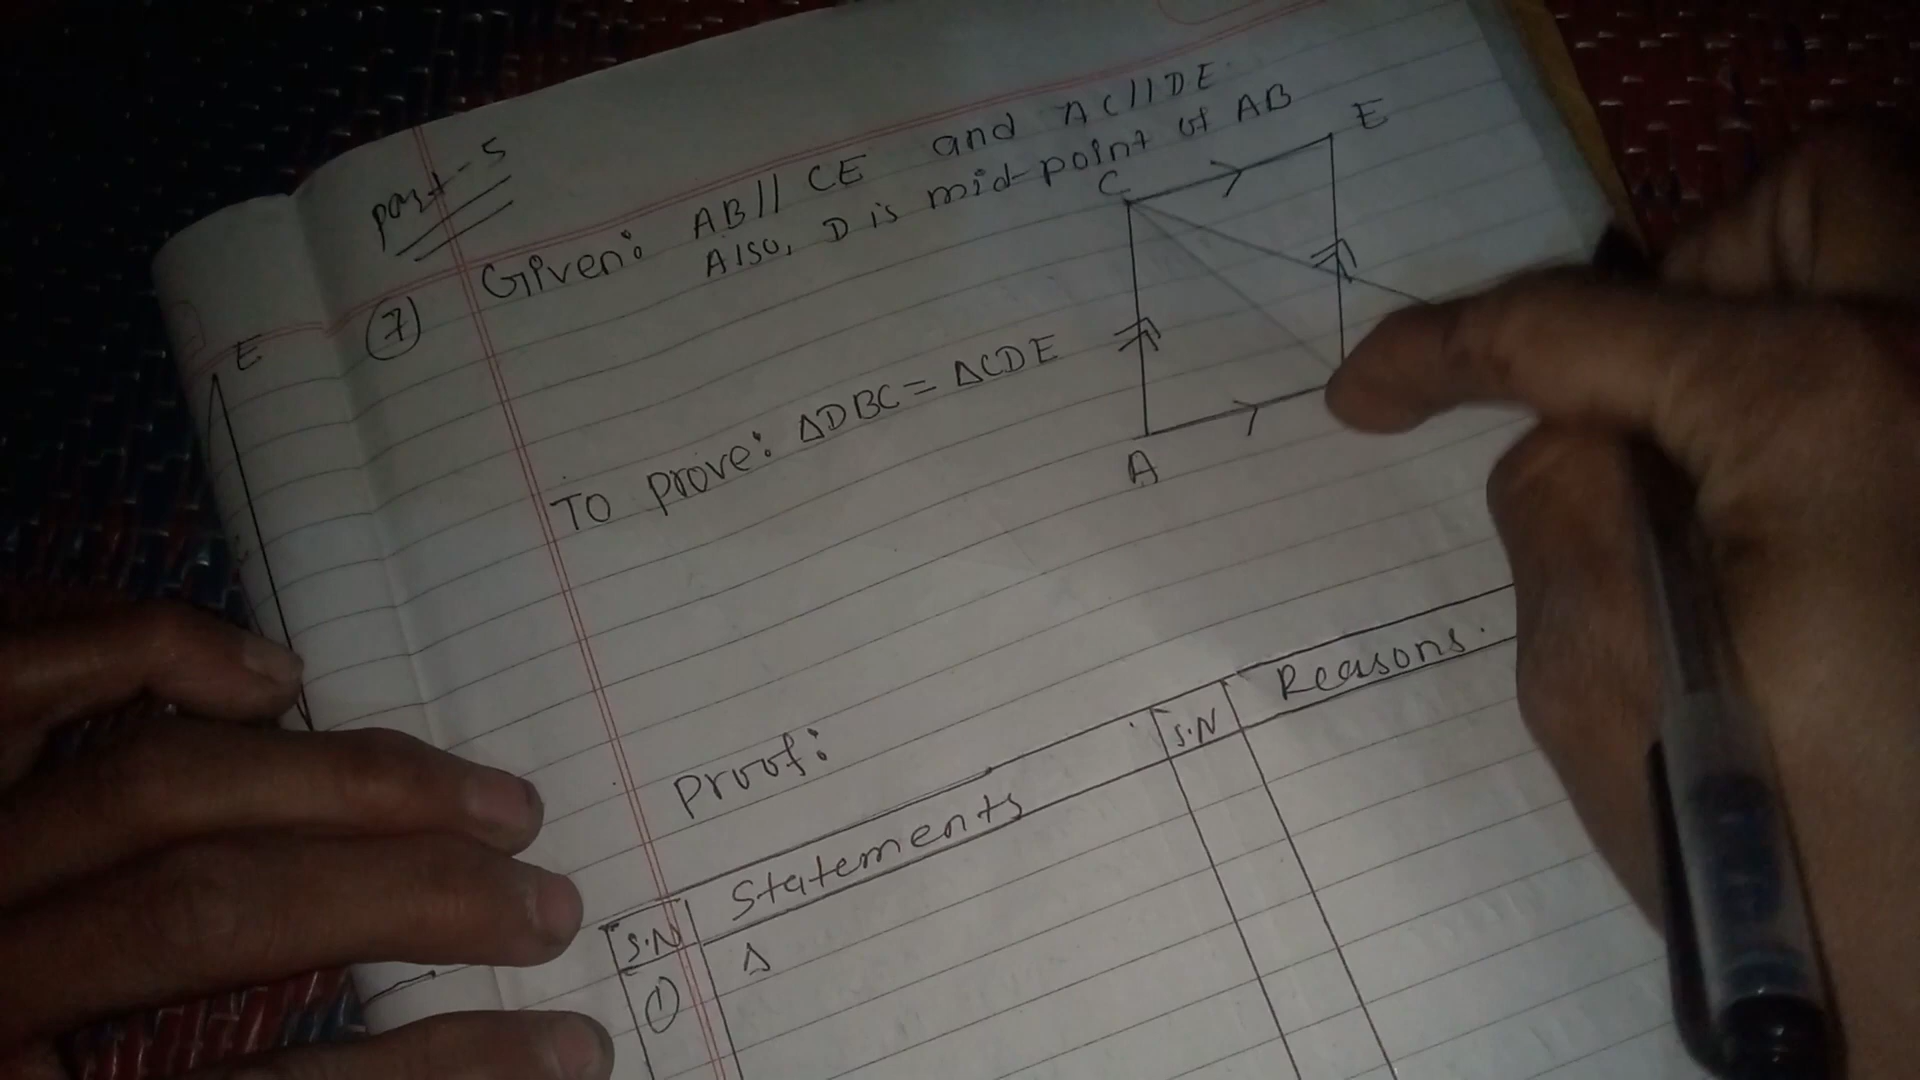 part-5
(7) Given: AB // CE and AC // DE.
Also, D is mid-point of AB
E
C
E
To prove: ΔDBC = ΔCDE
A
Proof:
S.N Statements S.N Reasons.
(1) Δ